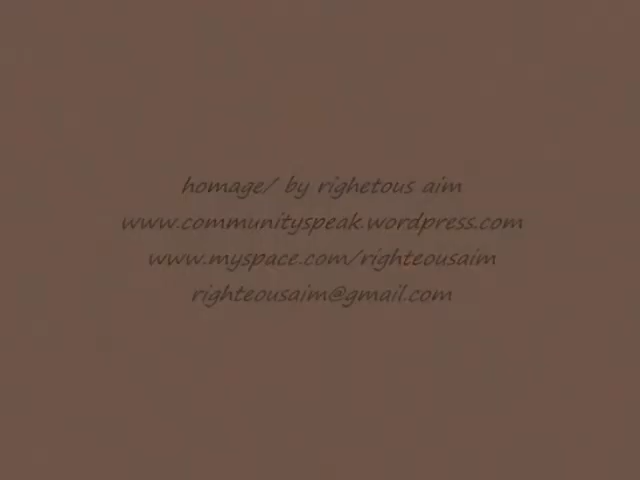 homage/ by righetous aim
www.communityspeak.wordpress.com
www.myspace.com/righteousaim
righteousaim@gmail.com